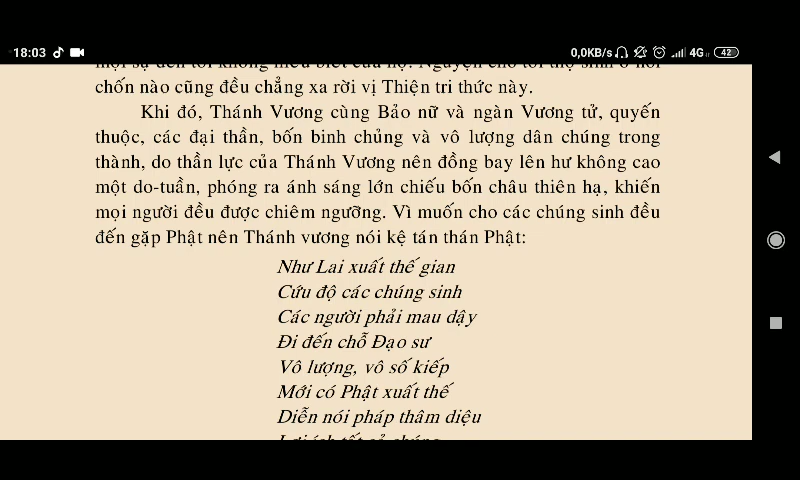 18:03
0,0KB/s
4G
42
chốn nào cũng đều chẳng xa rời vị Thiện tri thức này.
Khi đó, Thánh Vương cùng Bảo nữ và ngàn Vương tử, quyến
thuộc, các đại thần, bốn binh chủng và vô lượng dân chúng trong
thành, do thần lực của Thánh Vương nên đồng bay lên hư không cao
một do-tuần, phóng ra ánh sáng lớn chiếu bốn châu thiên hạ, khiến
mọi người đều được chiêm ngưỡng. Vì muốn cho các chúng sinh đều
đến gặp Phật nên Thánh vương nói kệ tán thán Phật:
Như Lai xuất thế gian
Cứu độ các chúng sinh
Các người phải mau dậy
Đi đến chỗ Đạo sư
Vô lượng, vô số kiếp
Mới có Phật xuất thế
Diễn nói pháp thâm diệu